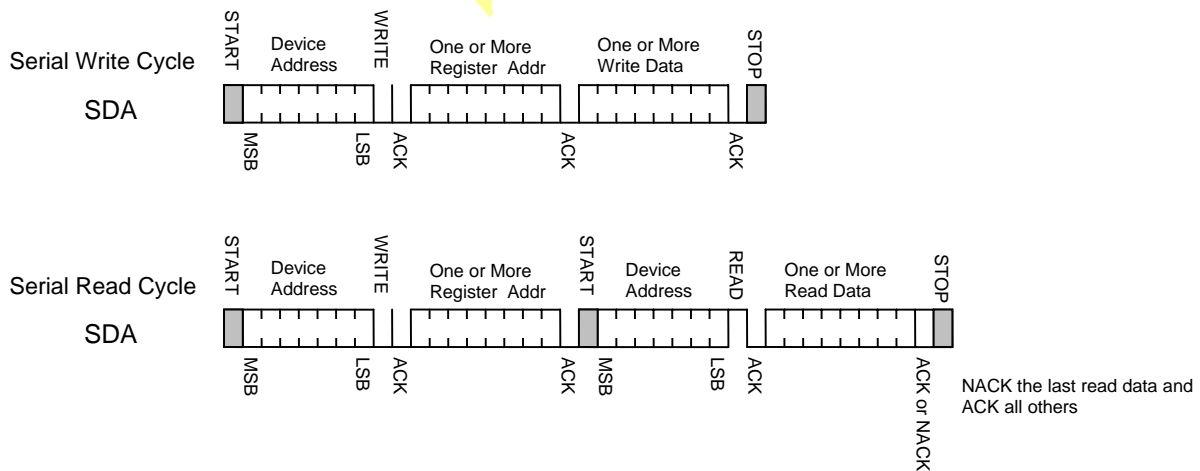 START
Device
Address
WRITE
One or More
Register Addr
One or More
Write Data
STOP
Serial Write Cycle
SDA
MSB
LSB
ACK
ACK
ACK
START
Device
Address
WRITE
One or More
Register Addr
START
Device
Address
READ
One or More
Read Data
STOP
Serial Read Cycle
SDA
MSB
LSB
ACK
ACK
MSB
LSB
ACK
ACK or NACK
NACK the last read data and
ACK all others